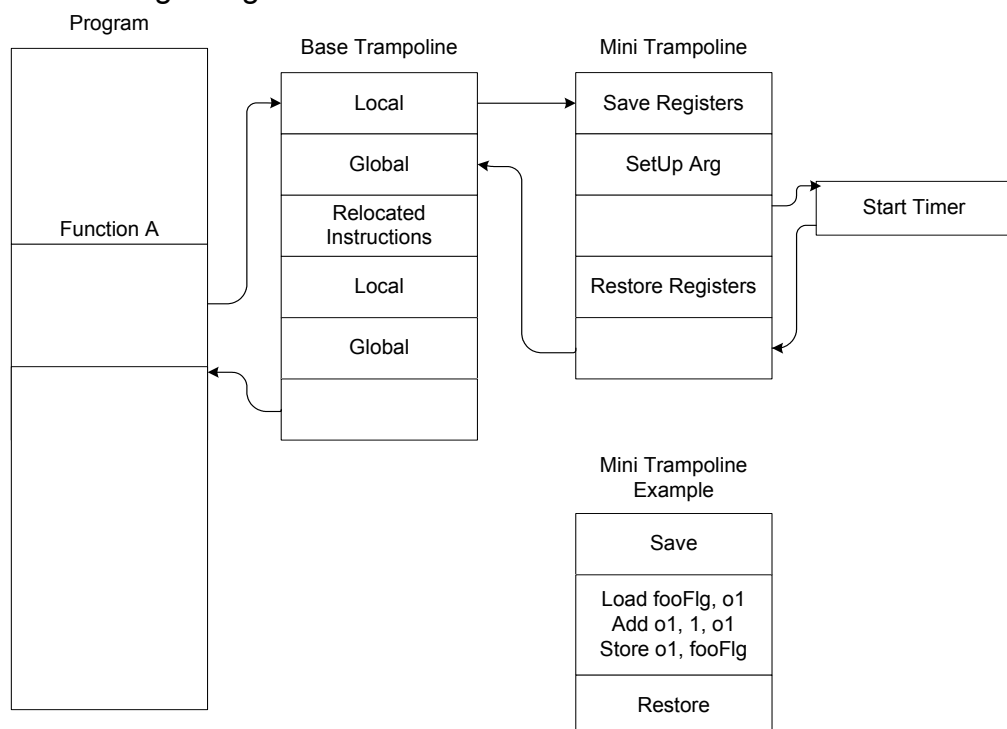 Program
Base Trampoline
Mini Trampoline
Local
Save Registers
Global
SetUp Arg
Start Timer
Function A
Relocated
Instructions
Local
Restore Registers
Global
Mini Trampoline
Example
Save
Load fooFlg, o1
Add o1, 1, o1
Store o1, fooFlg
Restore